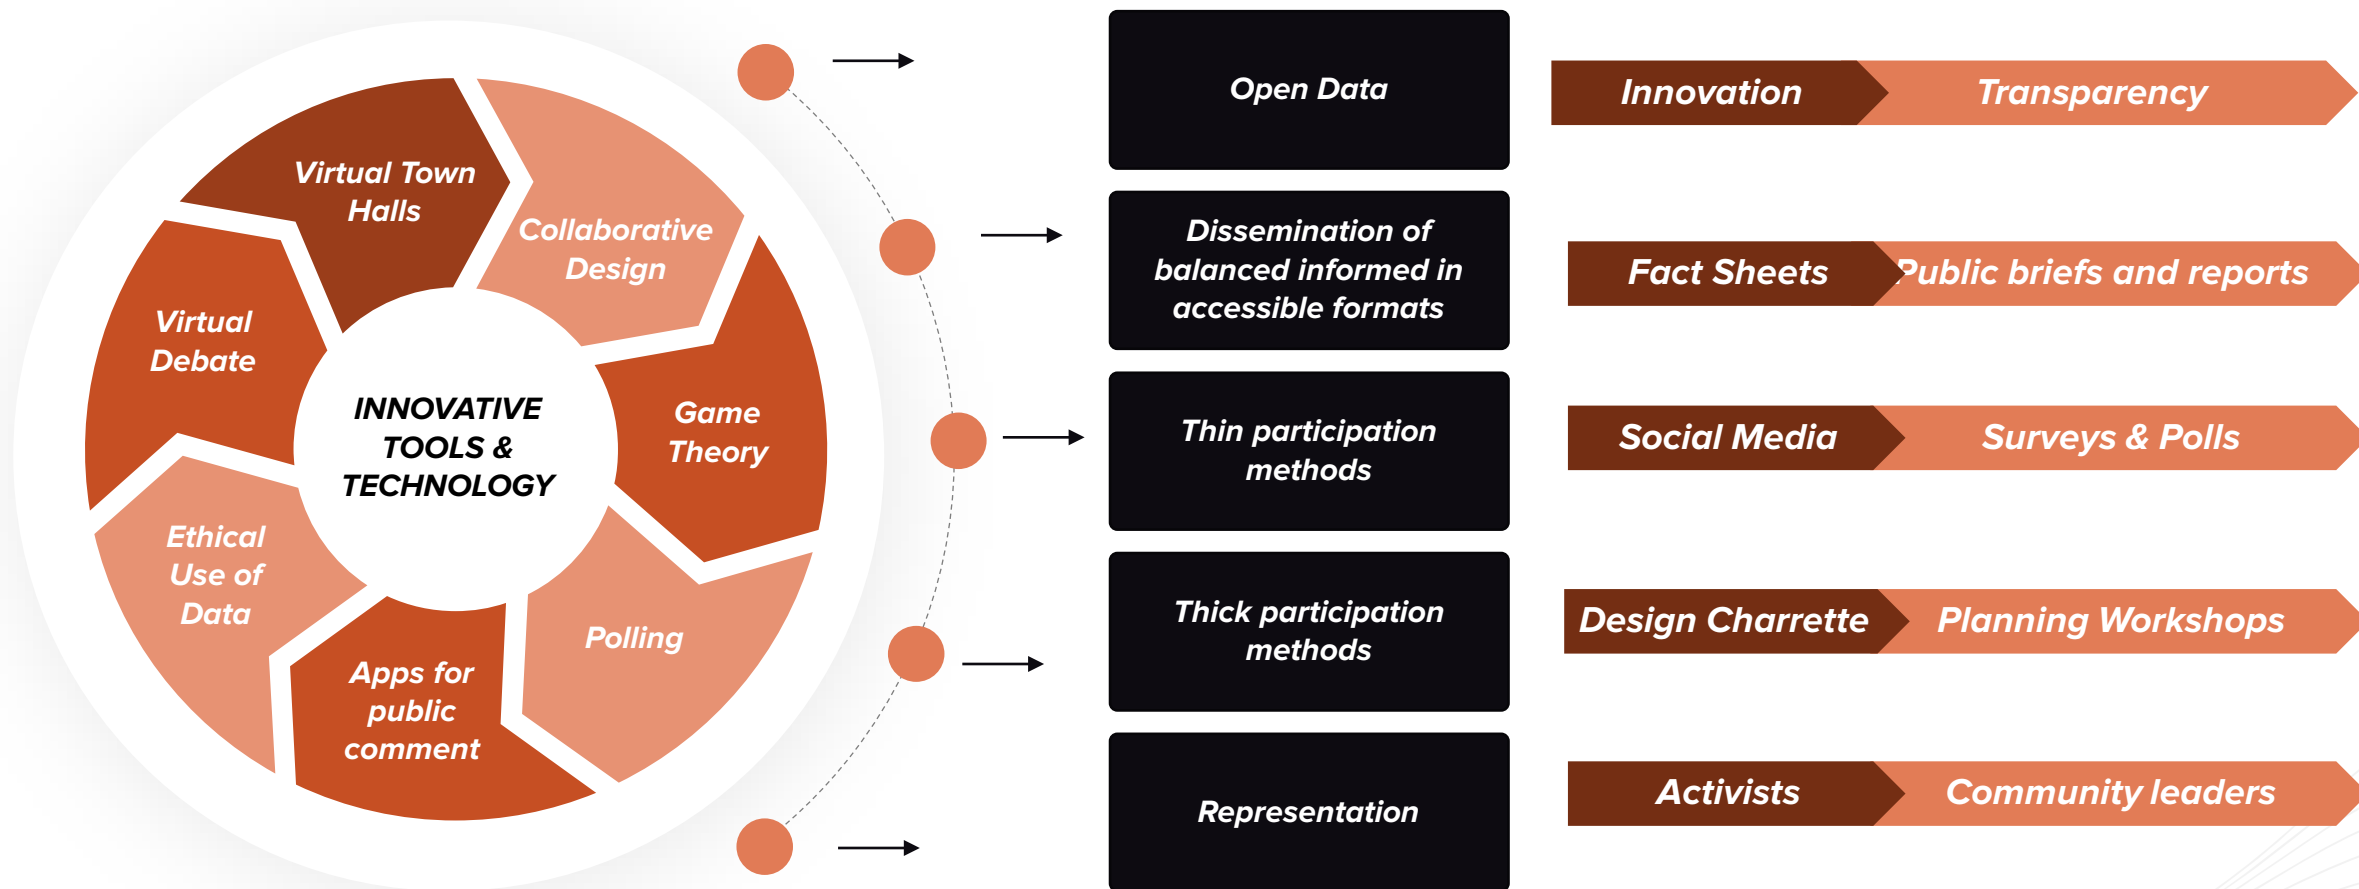 Virtual Town
Halls
Collaborative
Design
Game
Theory
Polling
Apps for
public
comment
Ethical
Use of
Data
Virtual
Debate
INNOVATIVE
TOOLS &
TECHNOLOGY
Open Data
Innovation
Transparency
Dissemination of
balanced informed in
accessible formats
Fact Sheets
Public briefs and reports
Thin participation
methods
Social Media
Surveys & Polls
Thick participation
methods
Design Charrette
Planning Workshops
Representation
Activists
Community leaders